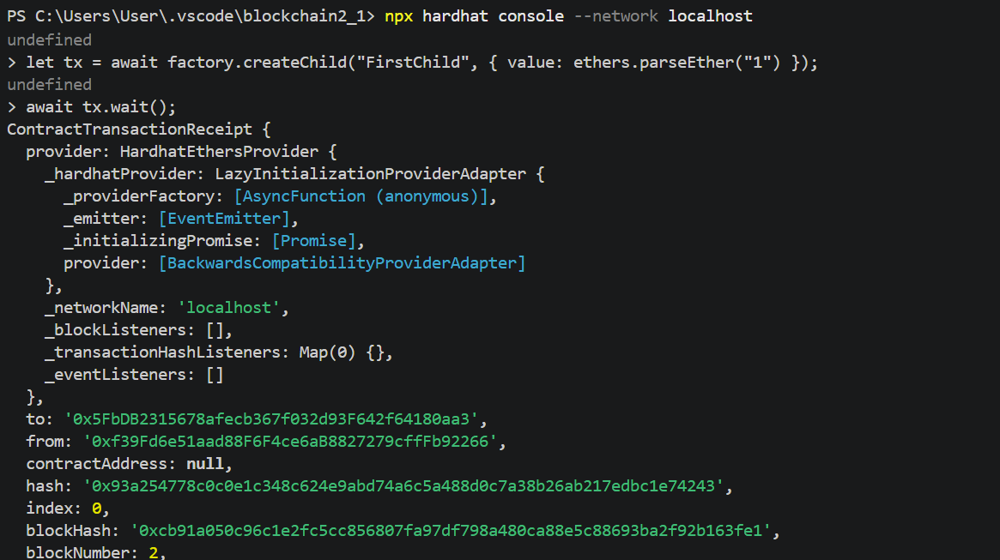 PS C:\Users\User\.vscode\blockchain2_1> npx hardhat console --network localhost
undefined
> let tx = await factory.createChild("FirstChild", { value: ethers.parseEther("1") });
undefined
> await tx.wait();
ContractTransactionReceipt {
  provider: HardhatEthersProvider {
    _hardhatProvider: LazyInitializationProviderAdapter {
      _providerFactory: [AsyncFunction (anonymous)],
      _emitter: [EventEmitter],
      _initializingPromise: [Promise],
      provider: [BackwardsCompatibilityProviderAdapter]
    },
    _networkName: 'localhost',
    _blockListeners: [],
    _transactionHashListeners: Map(0) {},
    _eventListeners: []
  },
  to: '0x5FbDB2315678afecb367f032d93F642f64180aa3',
  from: '0xf39Fd6e51aad88F6F4ce6aB8827279cffFb92266',
  contractAddress: null,
  hash: '0x93a254778c0c0e1c348c624e9abd74a6c5a488d0c7a38b26ab217edbc1e74243',
  index: 0,
  blockHash: '0xcb91a050c96c1e2fc5cc856807fa97df798a480ca88e5c88693ba2f92b163fe1',
  blockNumber: 2,